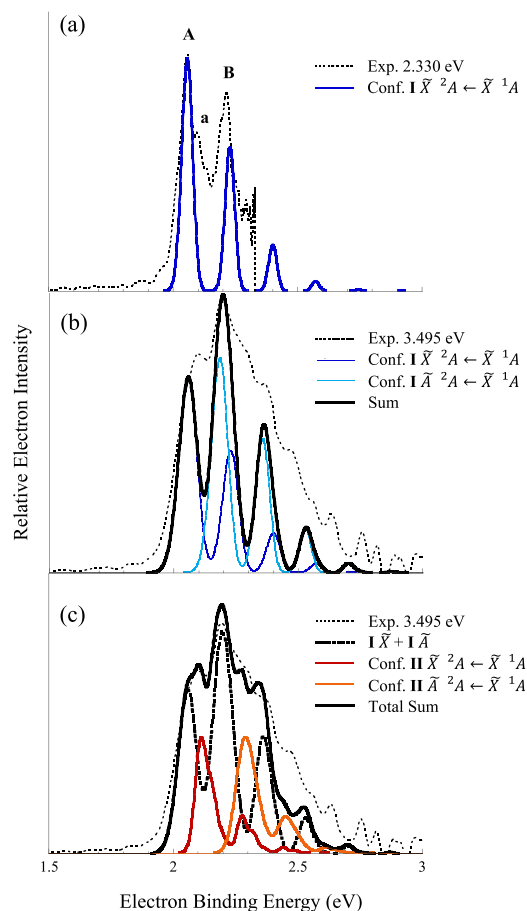 (a)
A
B
a
Exp. 2.330 eV
Conf. I X̃ ²A ← X̃ ¹A
(b)
Exp. 3.495 eV
Conf. I X̃ ²A ← X̃ ¹A
Conf. I Ã ²A ← X̃ ¹A
Sum
Relative Electron Intensity
(c)
Exp. 3.495 eV
I X̃ + I Ã
Conf. II X̃ ²A ← X̃ ¹A
Conf. II Ã ²A ← X̃ ¹A
Total Sum
1.5 2 2.5 3
Electron Binding Energy (eV)